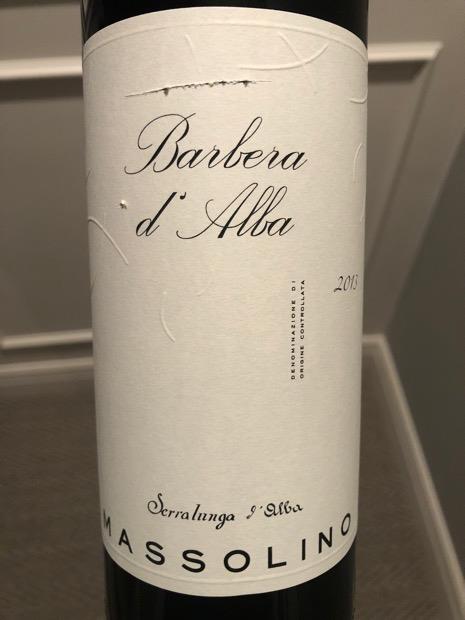 Barbera
d'Alba
2013
DENOMINAZIONE DI
ORIGINE CONTROLLATA
Serralunga d'Alba
MASSOLINO